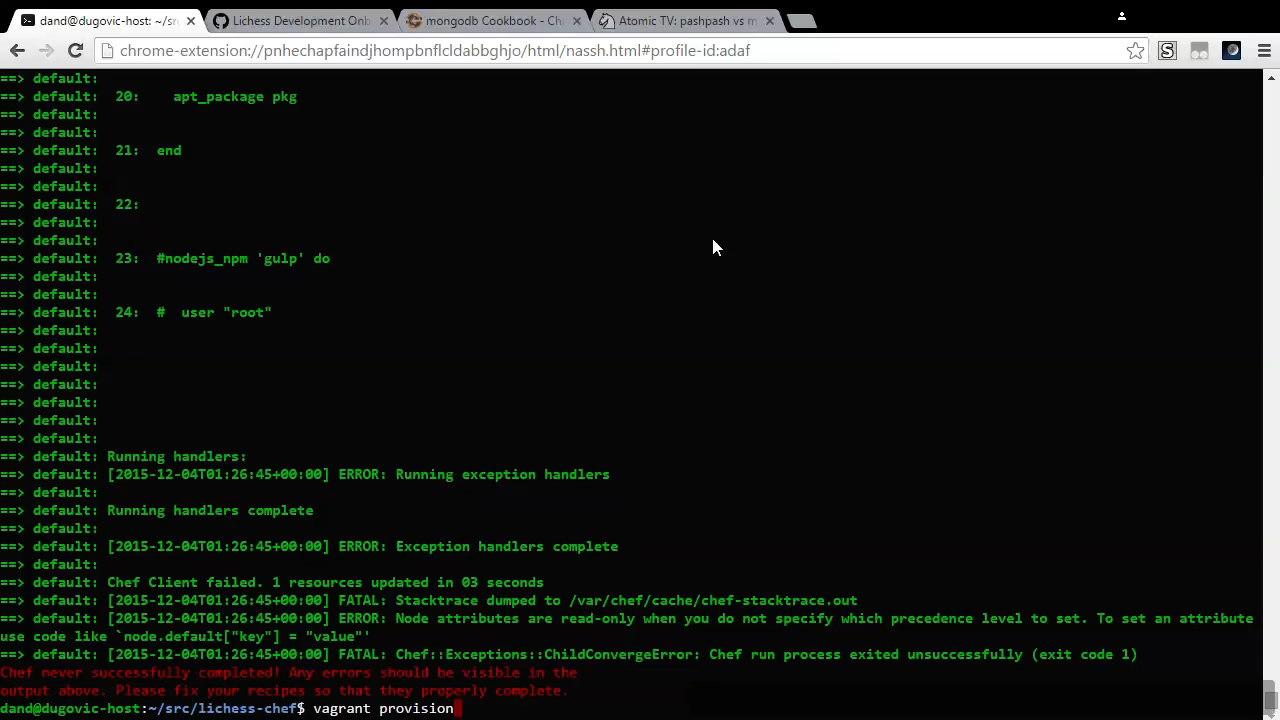 dand@dugovic-host: ~/sr
Lichess Development Onb
mongodb Cookbook - Ch
Atomic TV: pashpash vs m
chrome-extension://pnhechapfaindjhompbnflcldabbghjo/html/nassh.html#profile-id:adaf
==> default:
==> default:  20:    apt_package pkg
==> default:
==> default:
==> default:  21:  end
==> default:
==> default:
==> default:  22:
==> default:
==> default:
==> default:  23:  #nodejs_npm 'gulp' do
==> default:
==> default:
==> default:  24:  #  user "root"
==> default:
==> default:
==> default:
==> default:
==> default:
==> default:
==> default:
==> default: Running handlers:
==> default: [2015-12-04T01:26:45+00:00] ERROR: Running exception handlers
==> default:
==> default: Running handlers complete
==> default:
==> default: [2015-12-04T01:26:45+00:00] ERROR: Exception handlers complete
==> default:
==> default: Chef Client failed. 1 resources updated in 03 seconds
==> default: [2015-12-04T01:26:45+00:00] FATAL: Stacktrace dumped to /var/chef/cache/chef-stacktrace.out
==> default: [2015-12-04T01:26:45+00:00] ERROR: Node attributes are read-only when you do not specify which precedence level to set. To set an attribute
use code like `node.default["key"] = "value"'
==> default: [2015-12-04T01:26:45+00:00] FATAL: Chef::Exceptions::ChildConvergeError: Chef run process exited unsuccessfully (exit code 1)
Chef never successfully completed! Any errors should be visible in the
output above. Please fix your recipes so that they properly complete.
dand@dugovic-host:~/src/lichess-chef$ vagrant provision